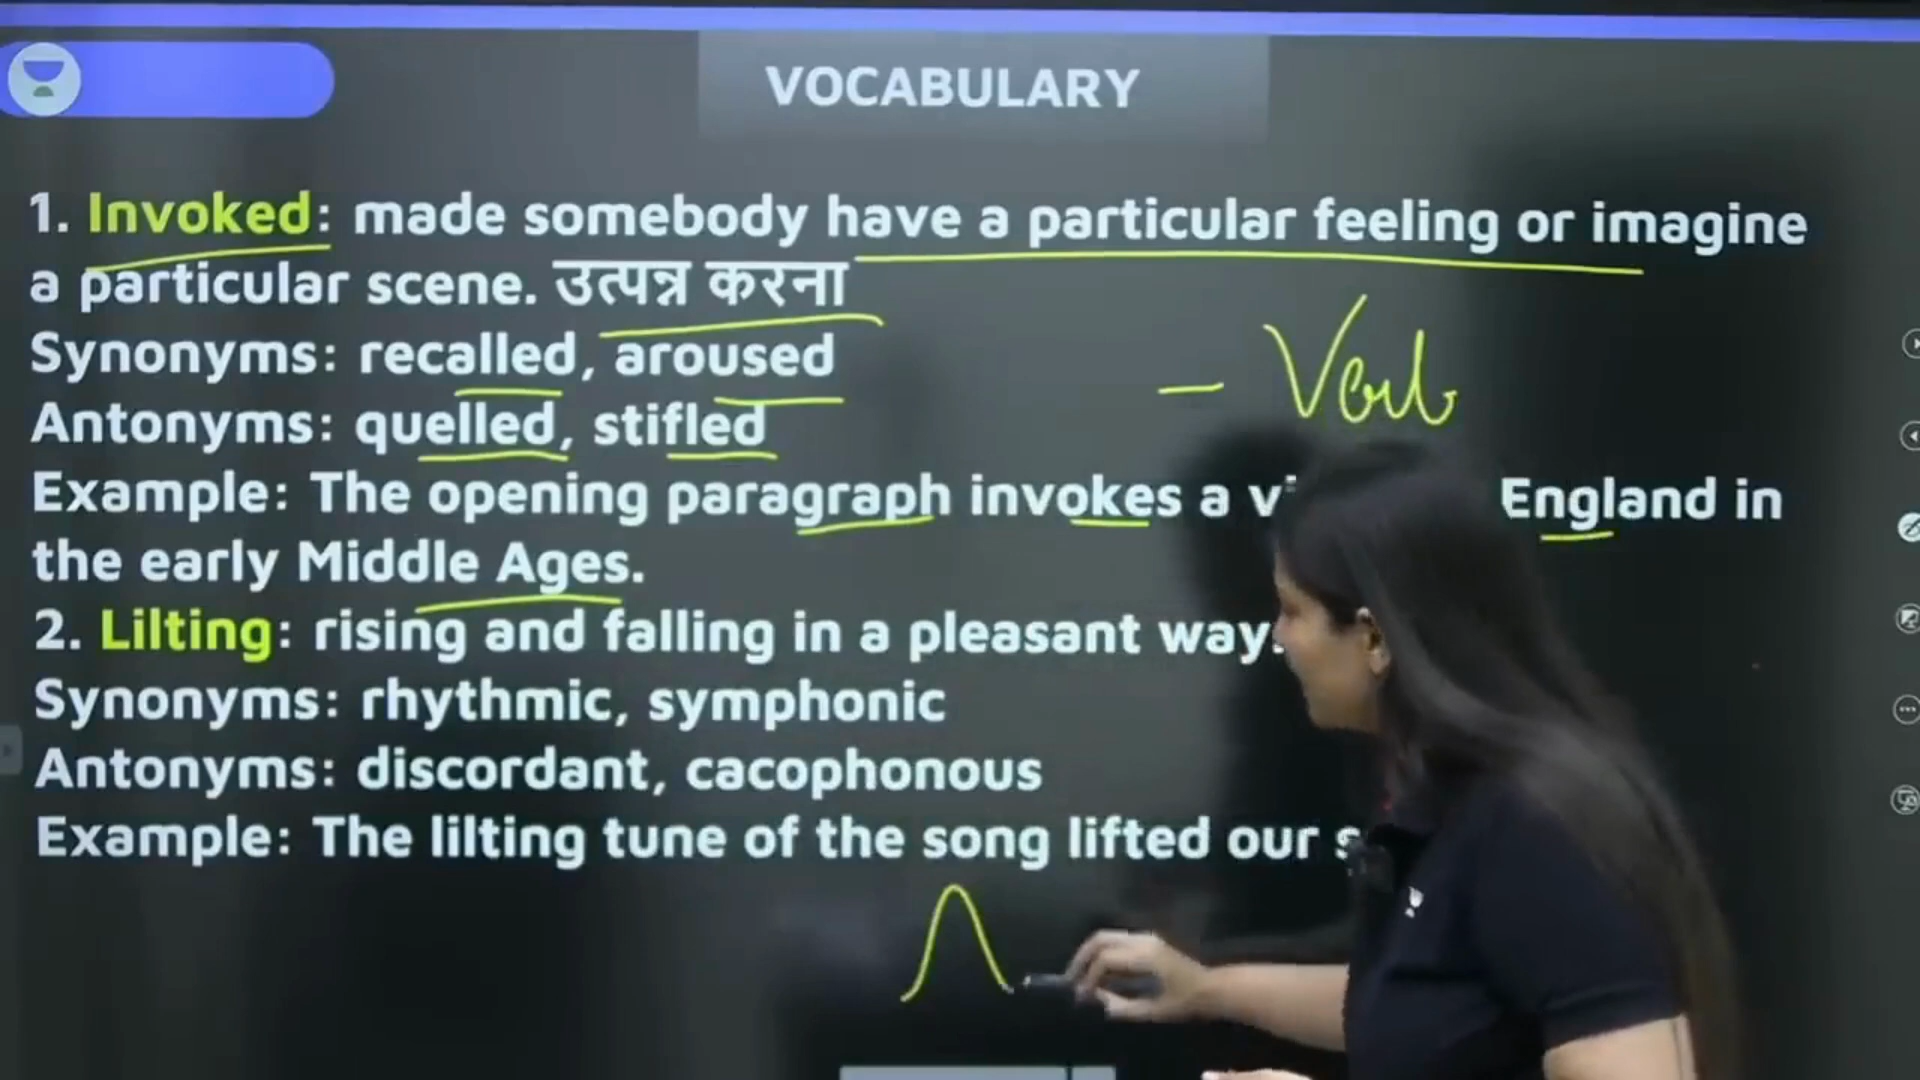 VOCABULARY
1. Invoked: made somebody have a particular feeling or imagine
a particular scene. उत्पन्न करना
Synonyms: recalled, aroused
- Verb
Antonyms: quelled, stifled
Example: The opening paragraph invokes a England in
the early Middle Ages.
2. Lilting: rising and falling in a pleasant way.
Synonyms: rhythmic, symphonic
Antonyms: discordant, cacophonous
Example: The lilting tune of the song lifted our